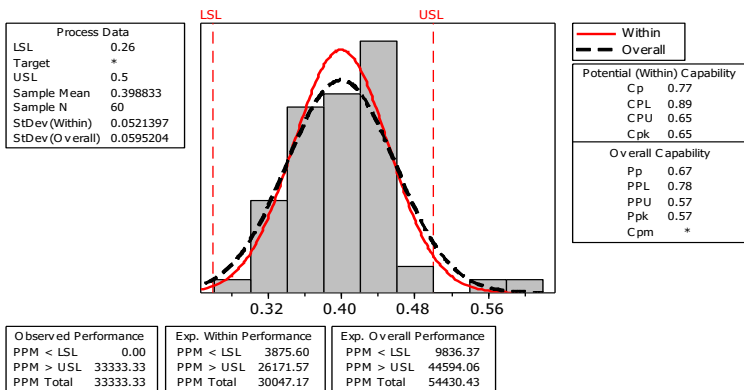 LSL USL
Process Data
LSL 0.26
Target *
USL 0.5
Sample Mean 0.398833
Sample N 60
StDev(Within) 0.0521397
StDev(Overall) 0.0595204
Within
Overall
Potential (Within) Capability
Cp 0.77
CPL 0.89
CPU 0.65
Cpk 0.65
Overall Capability
Pp 0.67
PPL 0.78
PPU 0.57
Ppk 0.57
Cpm *
0.32 0.40 0.48 0.56
Observed Performance
PPM < LSL 0.00
PPM > USL 33333.33
PPM Total 33333.33
Exp. Within Performance
PPM < LSL 3875.60
PPM > USL 26171.57
PPM Total 30047.17
Exp. Overall Performance
PPM < LSL 9836.37
PPM > USL 44594.06
PPM Total 54430.43